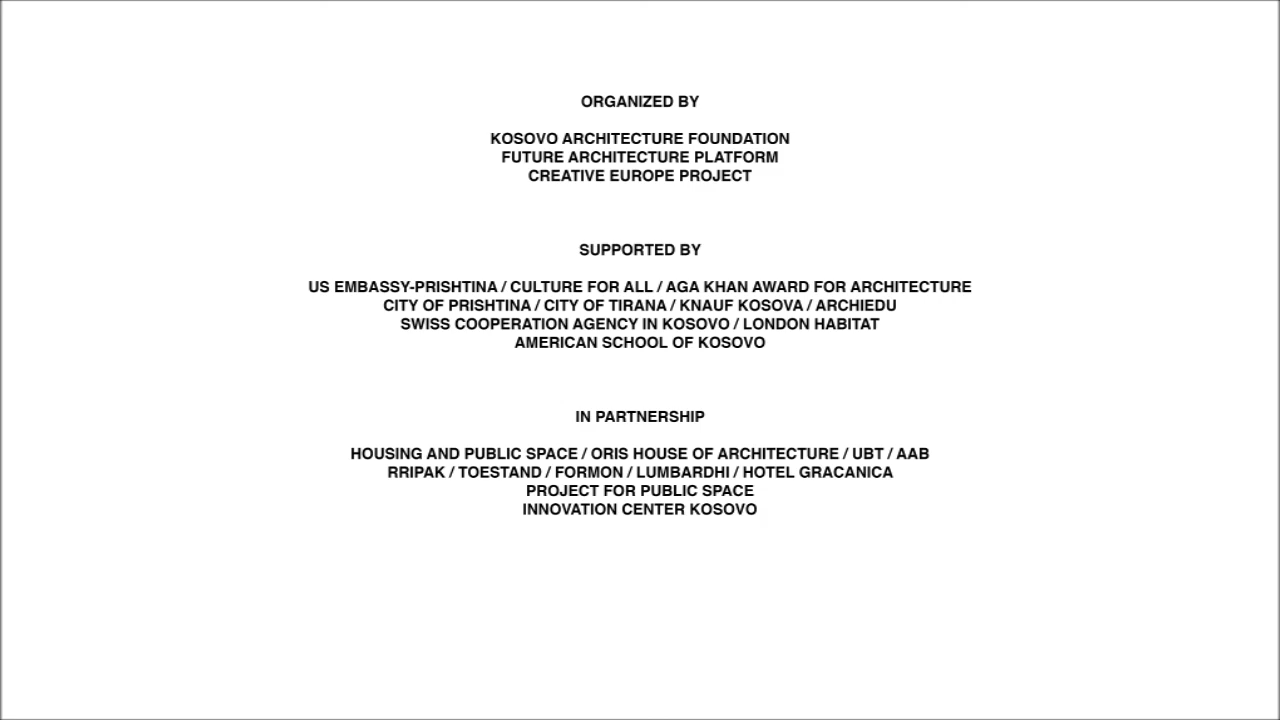 ORGANIZED BY
KOSOVO ARCHITECTURE FOUNDATION
FUTURE ARCHITECTURE PLATFORM
CREATIVE EUROPE PROJECT
SUPPORTED BY
US EMBASSY-PRISHTINA / CULTURE FOR ALL / AGA KHAN AWARD FOR ARCHITECTURE
CITY OF PRISHTINA / CITY OF TIRANA / KNAUF KOSOVA / ARCHIEDU
SWISS COOPERATION AGENCY IN KOSOVO / LONDON HABITAT
AMERICAN SCHOOL OF KOSOVO
IN PARTNERSHIP
HOUSING AND PUBLIC SPACE / ORIS HOUSE OF ARCHITECTURE / UBT / AAB
RRIPAK / TOESTAND / FORMON / LUMBARDHI / HOTEL GRACANICA
PROJECT FOR PUBLIC SPACE
INNOVATION CENTER KOSOVO